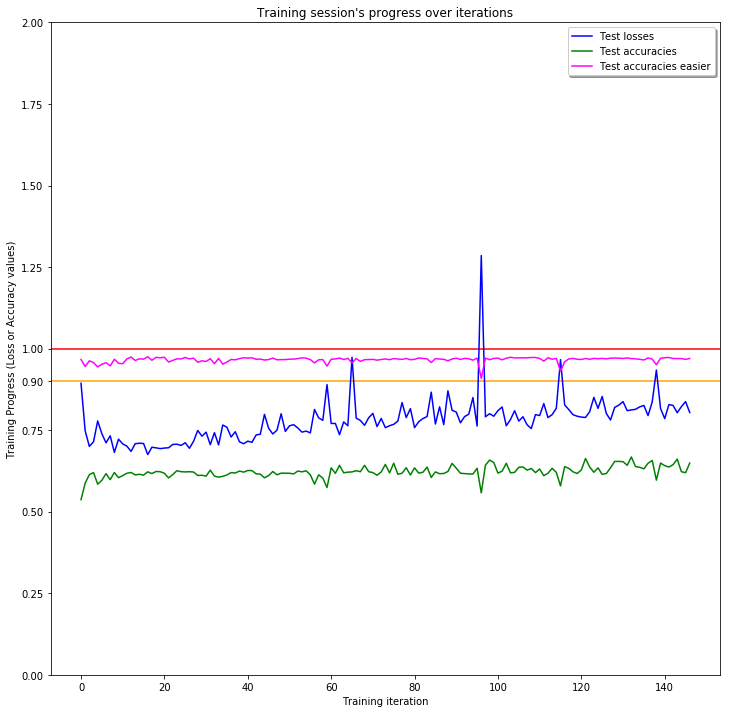 Training session's progress over iterations
Test losses
Test accuracies
Test accuracies easier
Training Progress (Loss or Accuracy values)
2.00
1.75
1.50
1.25
1.00
0.90
0.75
0.50
0.25
0.00
0 20 40 60 80 100 120 140
Training iteration